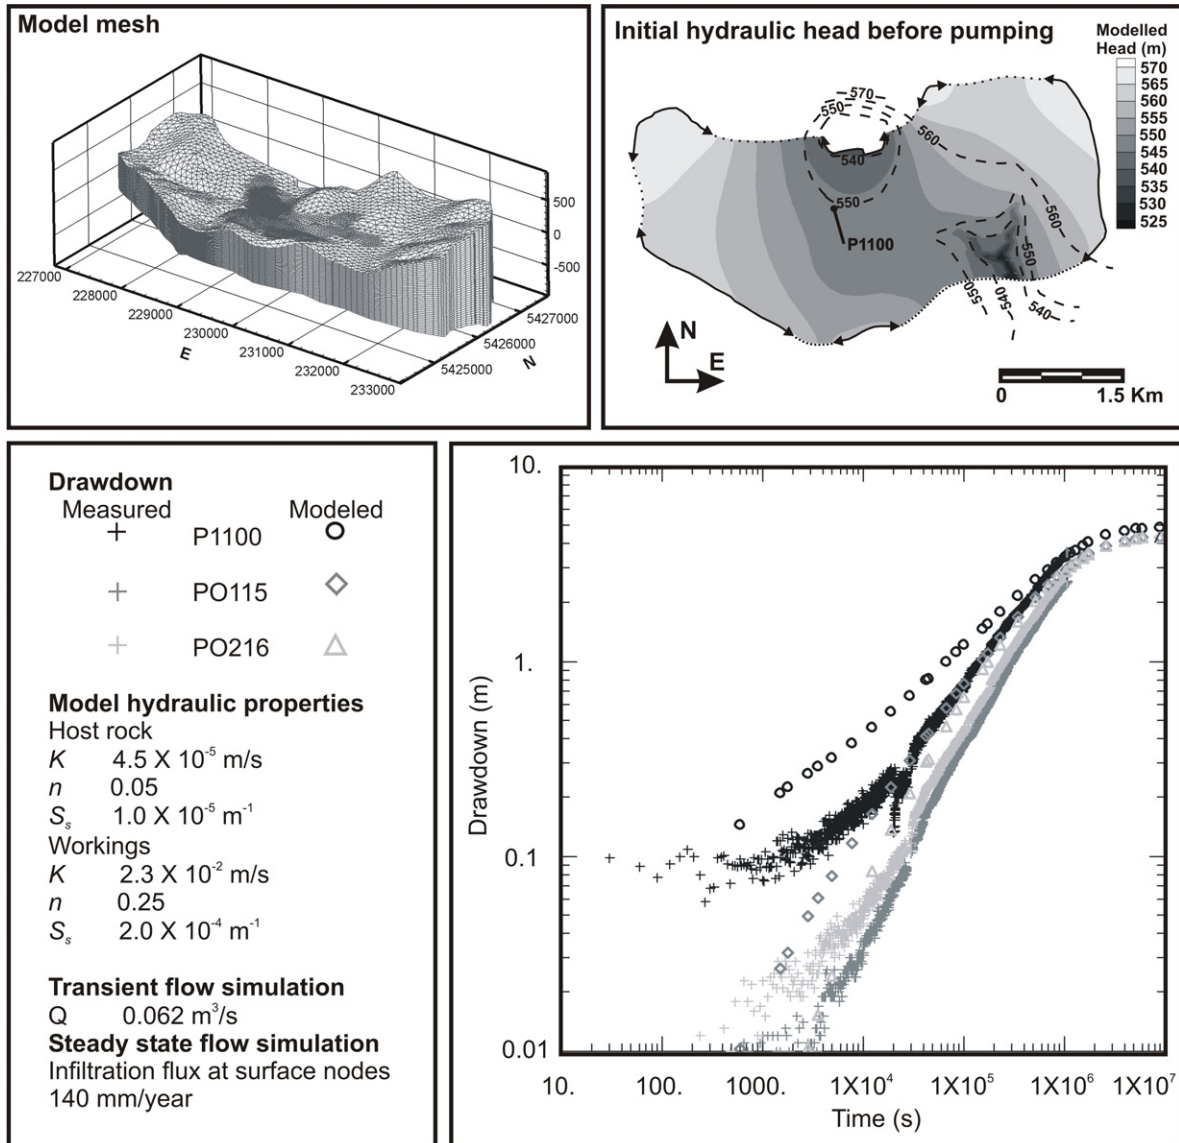 Model mesh
500
0
-500
227000
228000
229000
230000
231000
232000
233000
E
5425000
5426000
5427000
N
Initial hydraulic head before pumping
Modelled
Head (m)
570
565
560
555
550
545
540
535
530
525
570
550
560
540
550
560
P1100
550
550
540
540
N
E
0 1.5 Km
Drawdown
Measured Modeled
P1100
PO115
PO216
Model hydraulic properties
Host rock
K 4.5 X 10⁻⁵ m/s
n 0.05
Sₛ 1.0 X 10⁻⁵ m⁻¹
Workings
K 2.3 X 10⁻² m/s
n 0.25
Sₛ 2.0 X 10⁻⁴ m⁻¹
Transient flow simulation
Q 0.062 m³/s
Steady state flow simulation
Infiltration flux at surface nodes
140 mm/year
10.
1.
0.1
0.01
Drawdown (m)
10. 100. 1000. 1X10⁴ 1X10⁵ 1X10⁶ 1X10⁷
Time (s)